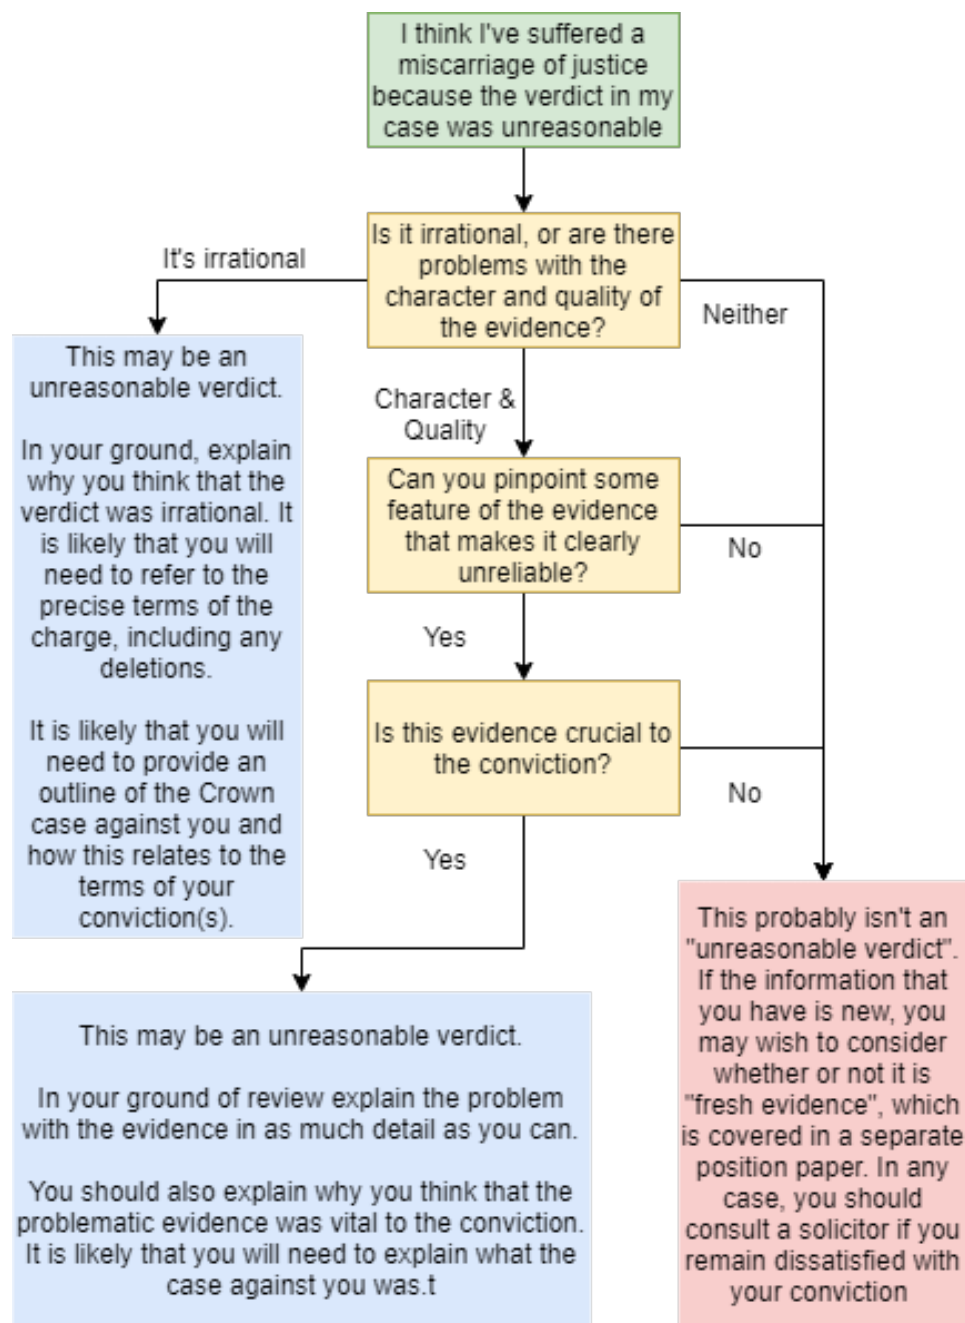 I think I've suffered a
miscarriage of justice
because the verdict in my
case was unreasonable
Is it irrational, or are there
problems with the
character and quality of
the evidence?
It's irrational
Neither
This may be an
unreasonable verdict.
In your ground, explain
why you think that the
verdict was irrational. It
is likely that you will
need to refer to the
precise terms of the
charge, including any
deletions.
It is likely that you will
need to provide an
outline of the Crown
case against you and
how this relates to the
terms of your
conviction(s).
Character &
Quality
Can you pinpoint some
feature of the evidence
that makes it clearly
unreliable?
No
Yes
Is this evidence crucial to
the conviction?
No
Yes
This may be an unreasonable verdict.
In your ground of review explain the problem
with the evidence in as much detail as you can.
You should also explain why you think that the
problematic evidence was vital to the conviction.
It is likely that you will need to explain what the
case against you was.t
This probably isn't an
"unreasonable verdict".
If the information that
you have is new, you
may wish to consider
whether or not it is
"fresh evidence", which
is covered in a separate
position paper. In any
case, you should
consult a solicitor if you
remain dissatisfied with
your conviction